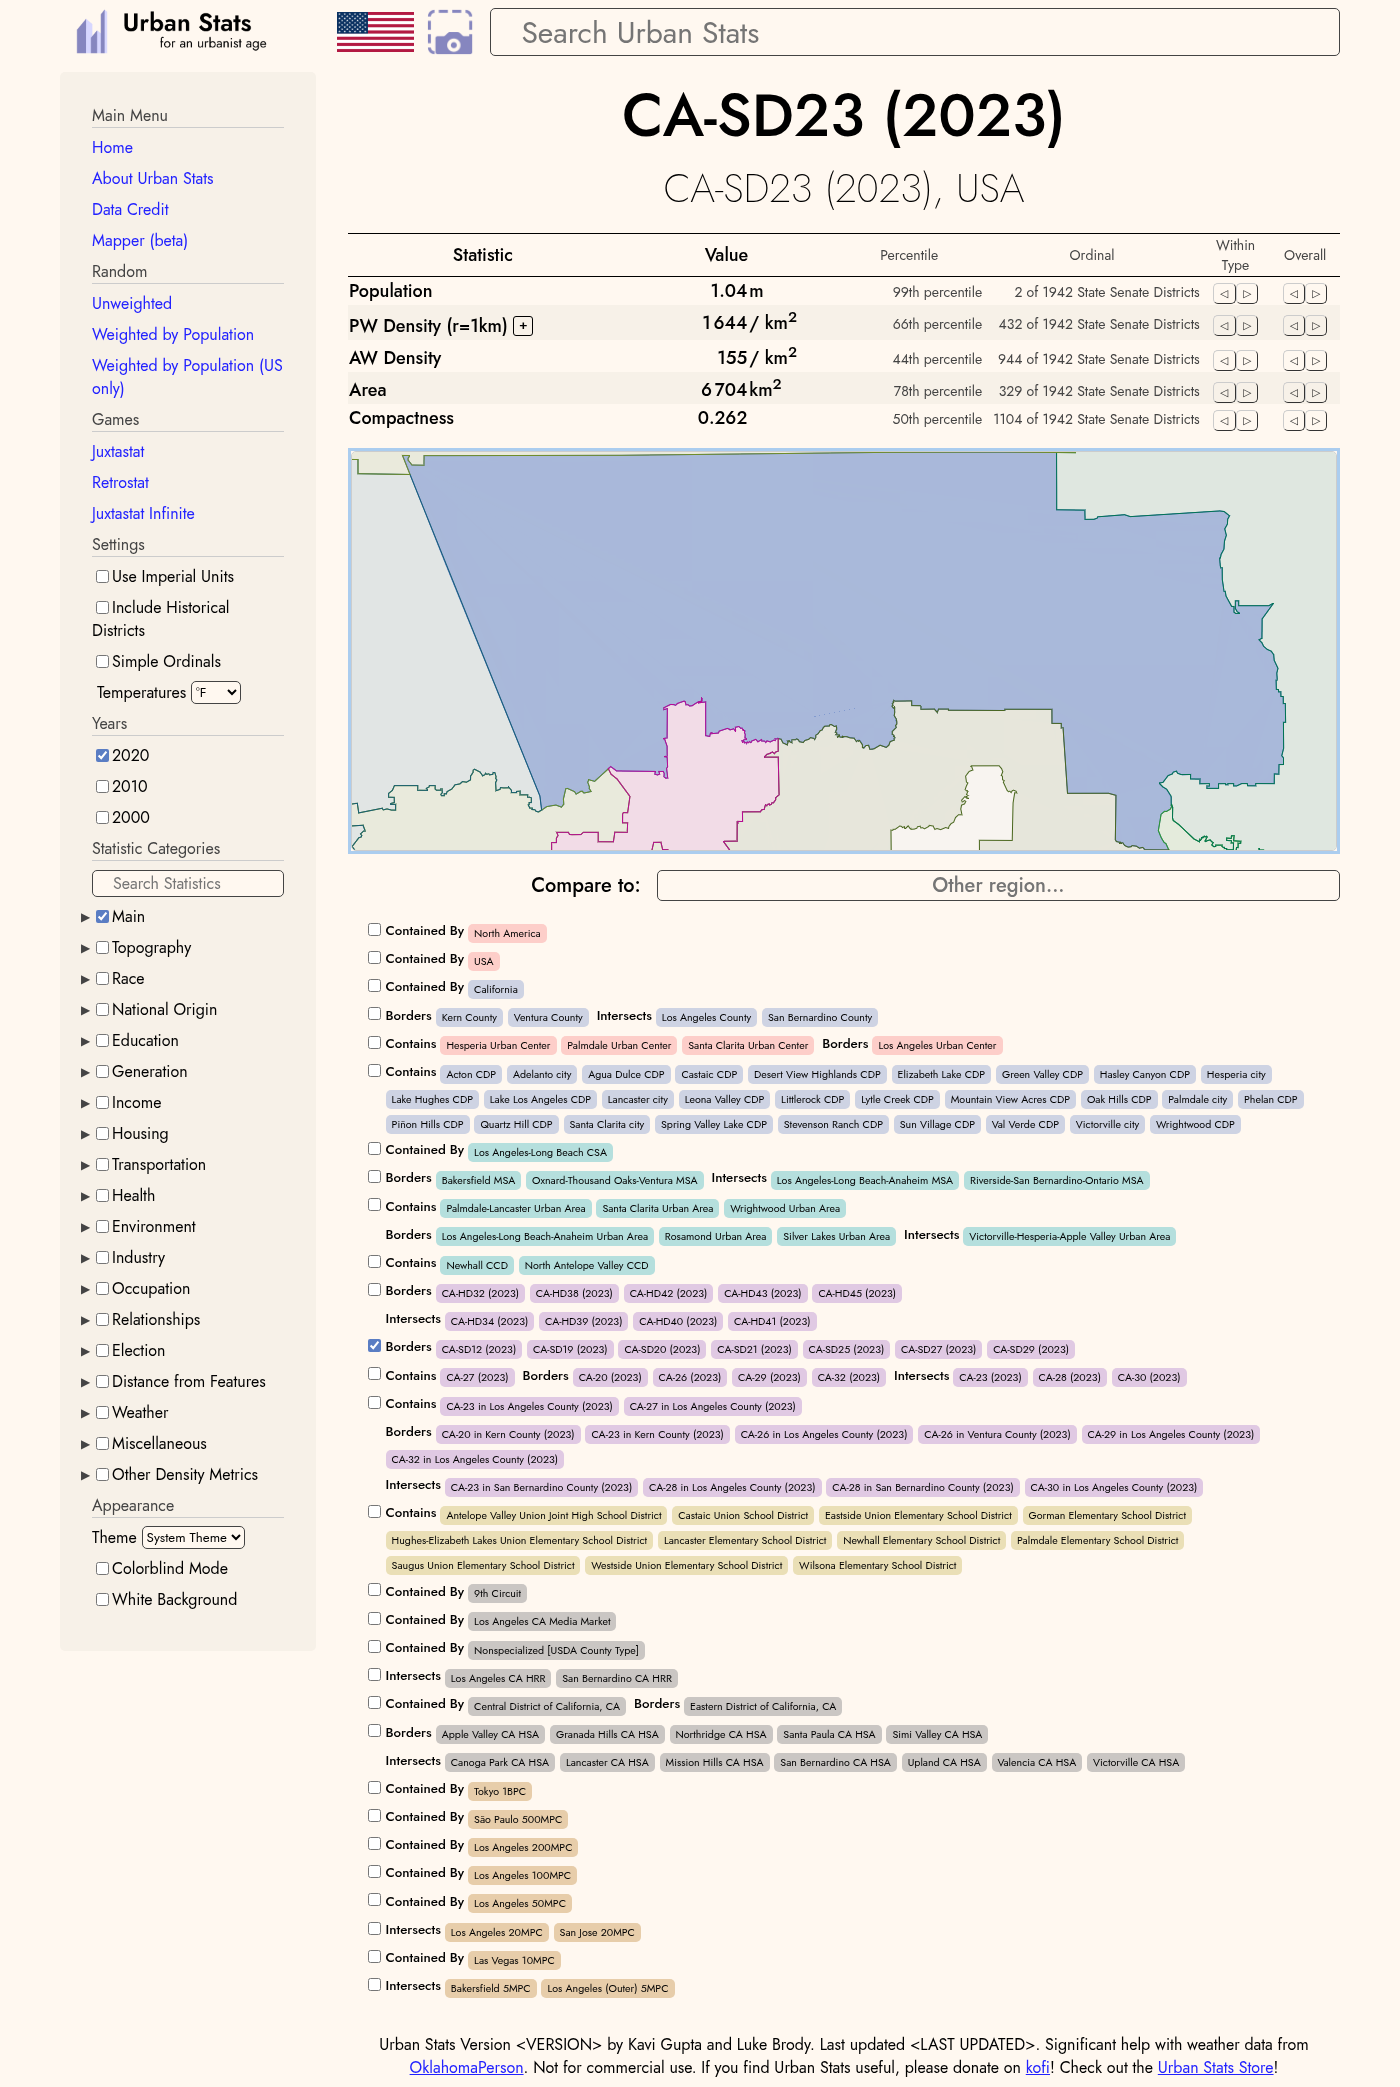 Urban Stats
for an urbanist age
Search Urban Stats
Main Menu
Home
About Urban Stats
Data Credit
Mapper (beta)
Random
Unweighted
Weighted by Population
Weighted by Population (US
only)
Games
Juxtastat
Retrostat
Juxtastat Infinite
Settings
Use Imperial Units
Include Historical
Districts
Simple Ordinals
Temperatures °F
Years
2020
2010
2000
Statistic Categories
Search Statistics
Main
Topography
Race
National Origin
Education
Generation
Income
Housing
Transportation
Health
Environment
Industry
Occupation
Relationships
Election
Distance from Features
Weather
Miscellaneous
Other Density Metrics
Appearance
Theme System Theme
Colorblind Mode
White Background
CA-SD23 (2023)
CA-SD23 (2023), USA
Statistic Value Percentile Ordinal Within Type Overall
Population 1.04 m 99th percentile 2 of 1942 State Senate Districts
PW Density (r=1km) + 1 644 / km² 66th percentile 432 of 1942 State Senate Districts
AW Density 155 / km² 44th percentile 944 of 1942 State Senate Districts
Area 6 704 km² 78th percentile 329 of 1942 State Senate Districts
Compactness 0.262 50th percentile 1104 of 1942 State Senate Districts
Compare to: Other region...
Contained By North America
Contained By USA
Contained By California
Borders Kern County Ventura County Intersects Los Angeles County San Bernardino County
Contains Hesperia Urban Center Palmdale Urban Center Santa Clarita Urban Center Borders Los Angeles Urban Center
Contains Acton CDP Adelanto city Agua Dulce CDP Castaic CDP Desert View Highlands CDP Elizabeth Lake CDP Green Valley CDP Hasley Canyon CDP Hesperia city
Lake Hughes CDP Lake Los Angeles CDP Lancaster city Leona Valley CDP Littlerock CDP Lytle Creek CDP Mountain View Acres CDP Oak Hills CDP Palmdale city Phelan CDP
Piñon Hills CDP Quartz Hill CDP Santa Clarita city Spring Valley Lake CDP Stevenson Ranch CDP Sun Village CDP Val Verde CDP Victorville city Wrightwood CDP
Contained By Los Angeles-Long Beach CSA
Borders Bakersfield MSA Oxnard-Thousand Oaks-Ventura MSA Intersects Los Angeles-Long Beach-Anaheim MSA Riverside-San Bernardino-Ontario MSA
Contains Palmdale-Lancaster Urban Area Santa Clarita Urban Area Wrightwood Urban Area
Borders Los Angeles-Long Beach-Anaheim Urban Area Rosamond Urban Area Silver Lakes Urban Area Intersects Victorville-Hesperia-Apple Valley Urban Area
Contains Newhall CCD North Antelope Valley CCD
Borders CA-HD32 (2023) CA-HD38 (2023) CA-HD42 (2023) CA-HD43 (2023) CA-HD45 (2023)
Intersects CA-HD34 (2023) CA-HD39 (2023) CA-HD40 (2023) CA-HD41 (2023)
Borders CA-SD12 (2023) CA-SD19 (2023) CA-SD20 (2023) CA-SD21 (2023) CA-SD25 (2023) CA-SD27 (2023) CA-SD29 (2023)
Contains CA-27 (2023) Borders CA-20 (2023) CA-26 (2023) CA-29 (2023) CA-32 (2023) Intersects CA-23 (2023) CA-28 (2023) CA-30 (2023)
Contains CA-23 in Los Angeles County (2023) CA-27 in Los Angeles County (2023)
Borders CA-20 in Kern County (2023) CA-23 in Kern County (2023) CA-26 in Los Angeles County (2023) CA-26 in Ventura County (2023) CA-29 in Los Angeles County (2023)
CA-32 in Los Angeles County (2023)
Intersects CA-23 in San Bernardino County (2023) CA-28 in Los Angeles County (2023) CA-28 in San Bernardino County (2023) CA-30 in Los Angeles County (2023)
Contains Antelope Valley Union Joint High School District Castaic Union School District Eastside Union Elementary School District Gorman Elementary School District
Hughes-Elizabeth Lakes Union Elementary School District Lancaster Elementary School District Newhall Elementary School District Palmdale Elementary School District
Saugus Union Elementary School District Westside Union Elementary School District Wilsona Elementary School District
Contained By 9th Circuit
Contained By Los Angeles CA Media Market
Contained By Nonspecialized [USDA County Type]
Intersects Los Angeles CA HRR San Bernardino CA HRR
Contained By Central District of California, CA Borders Eastern District of California, CA
Borders Apple Valley CA HSA Granada Hills CA HSA Northridge CA HSA Santa Paula CA HSA Simi Valley CA HSA
Intersects Canoga Park CA HSA Lancaster CA HSA Mission Hills CA HSA San Bernardino CA HSA Upland CA HSA Valencia CA HSA Victorville CA HSA
Contained By Tokyo 1BPC
Contained By São Paulo 500MPC
Contained By Los Angeles 200MPC
Contained By Los Angeles 100MPC
Contained By Los Angeles 50MPC
Intersects Los Angeles 20MPC San Jose 20MPC
Contained By Las Vegas 10MPC
Intersects Bakersfield 5MPC Los Angeles (Outer) 5MPC
Urban Stats Version <VERSION> by Kavi Gupta and Luke Brody. Last updated <LAST UPDATED>. Significant help with weather data from
OklahomaPerson. Not for commercial use. If you find Urban Stats useful, please donate on kofi! Check out the Urban Stats Store!